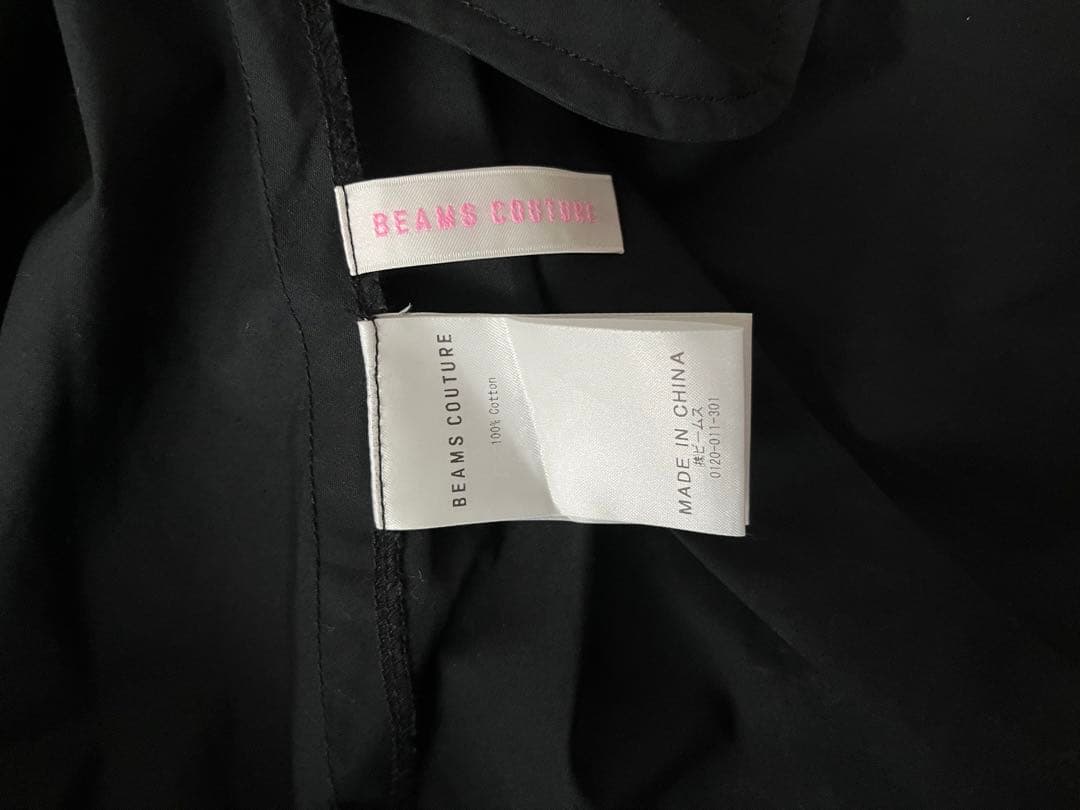 BEAMS COUTURE
BEAMS COUTURE
100% Cotton
MADE IN CHINA
㈱ビームス
0120-011-301